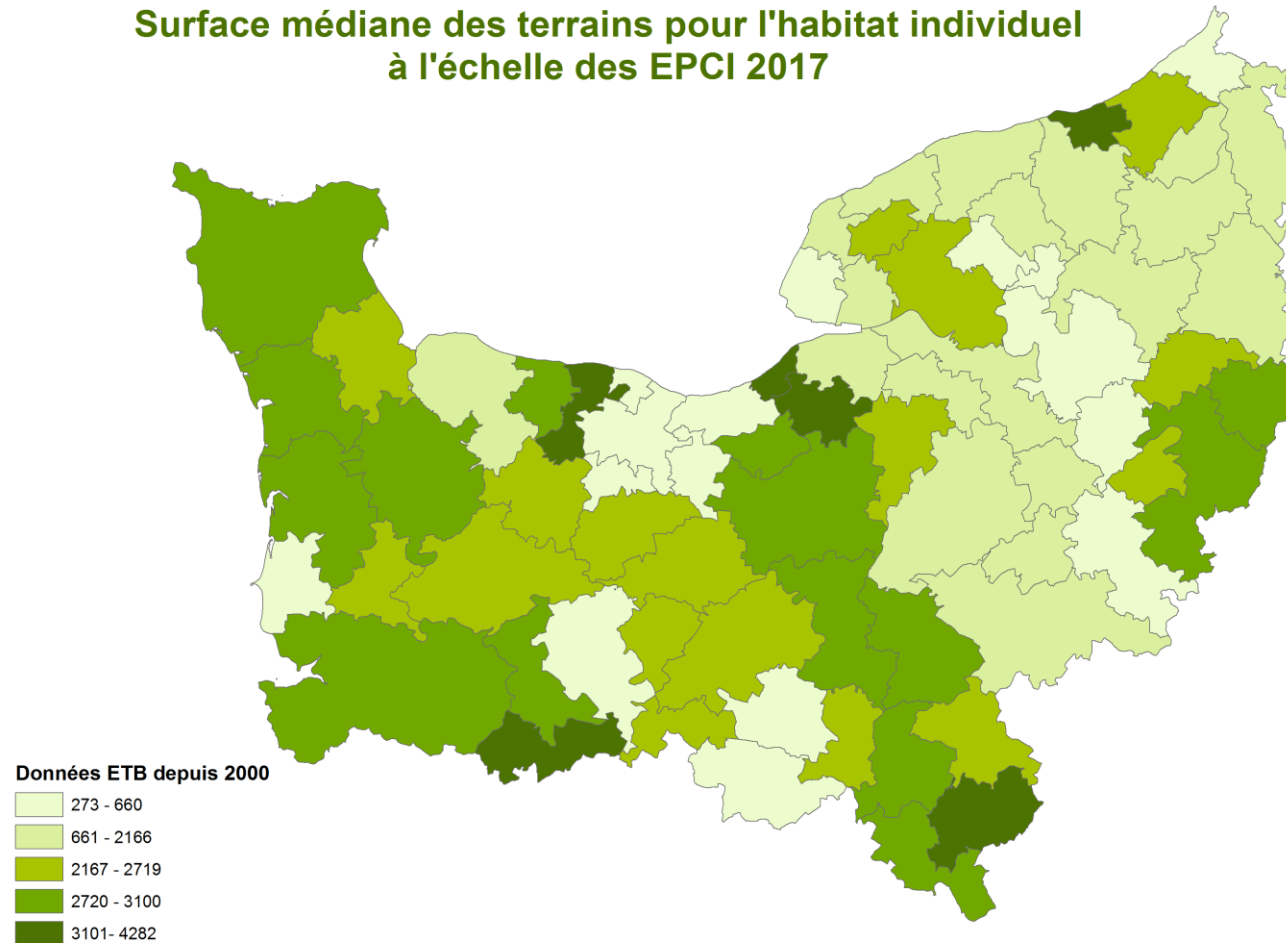 Surface médiane des terrains pour l'habitat individuel
à l'échelle des EPCI 2017
Données ETB depuis 2000
273 - 660
661 - 2166
2167 - 2719
2720 - 3100
3101- 4282